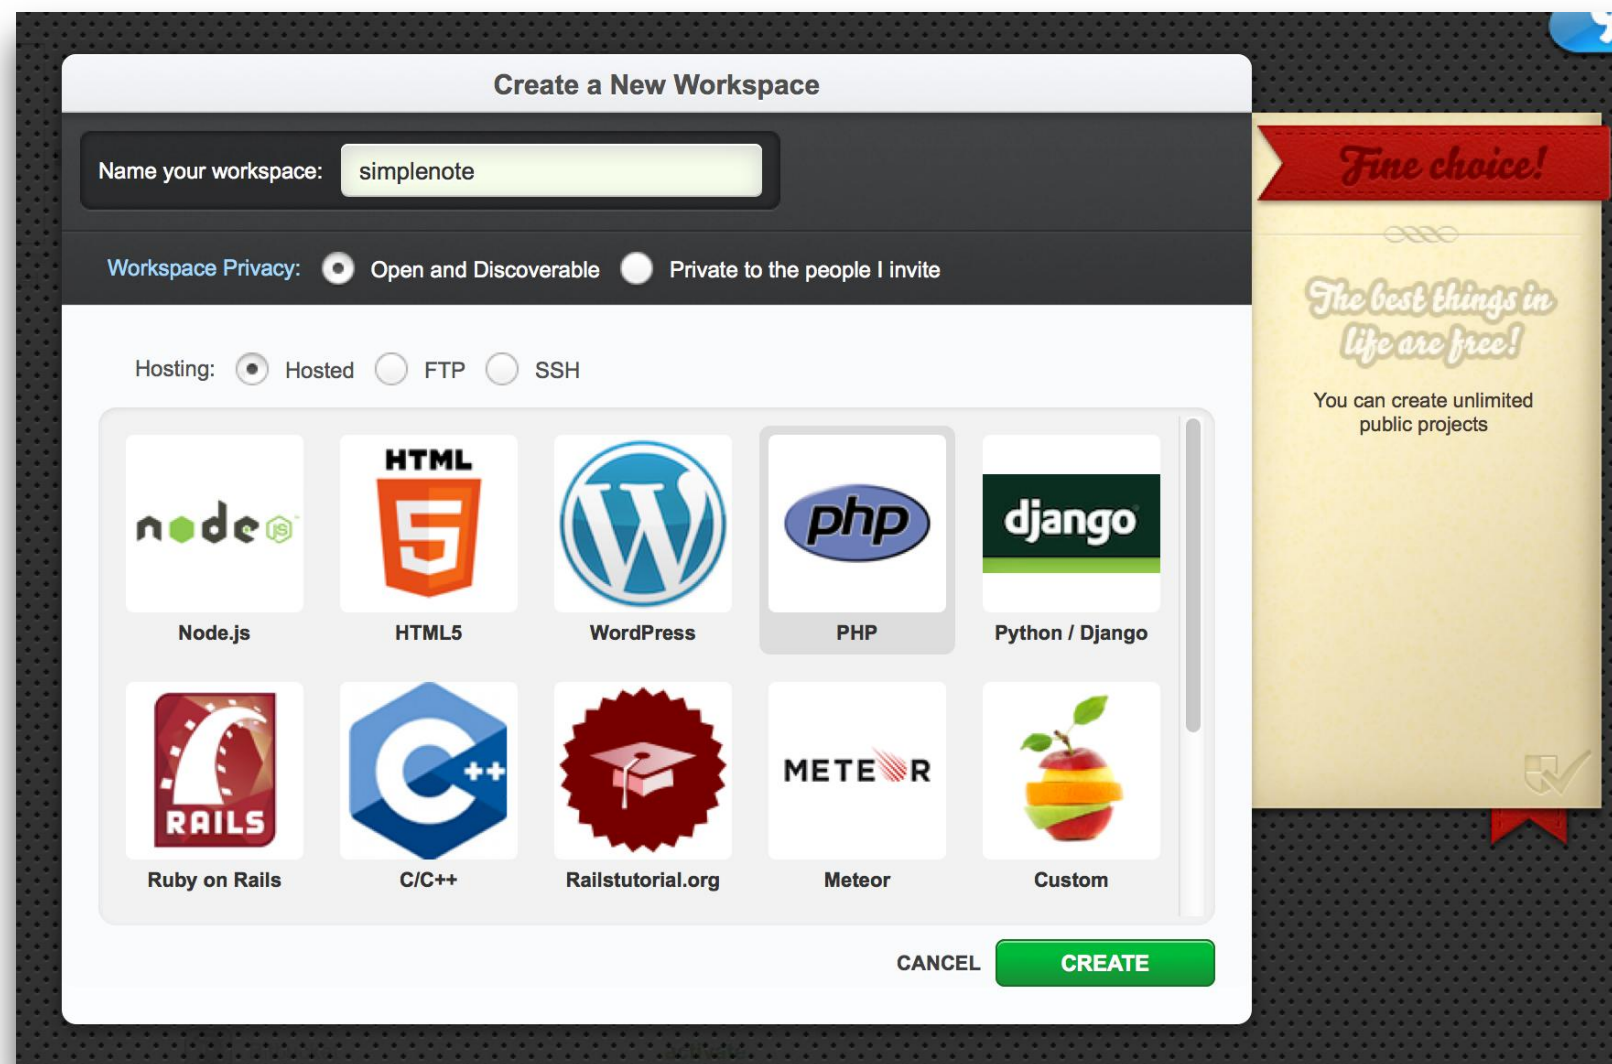 9
Create a New Workspace
Name your workspace: simplenote
Fine choice!
Workspace Privacy: Open and Discoverable Private to the people I invite
The best things in
life are free!
Hosting: Hosted FTP SSH
You can create unlimited
public projects
node JS
HTML
5
W
php
django
Node.js HTML5 WordPress PHP Python / Django
RAILS
C++
METEOR
Ruby on Rails C/C++ Railstutorial.org Meteor Custom
CANCEL CREATE